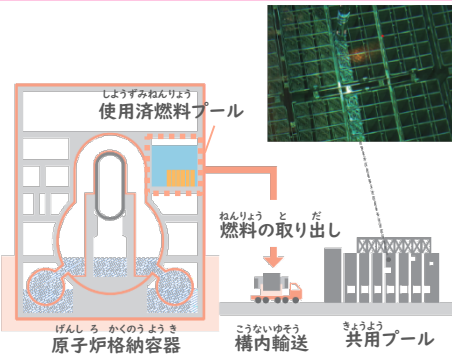 しようずみねんりょう
使用済燃料プール
ねんりょう と だ
燃料の取り出し
げんし ろ かくのう よう き
原子炉格納容器
こうないゆそう
構内輸送
きょうよう
共用プール